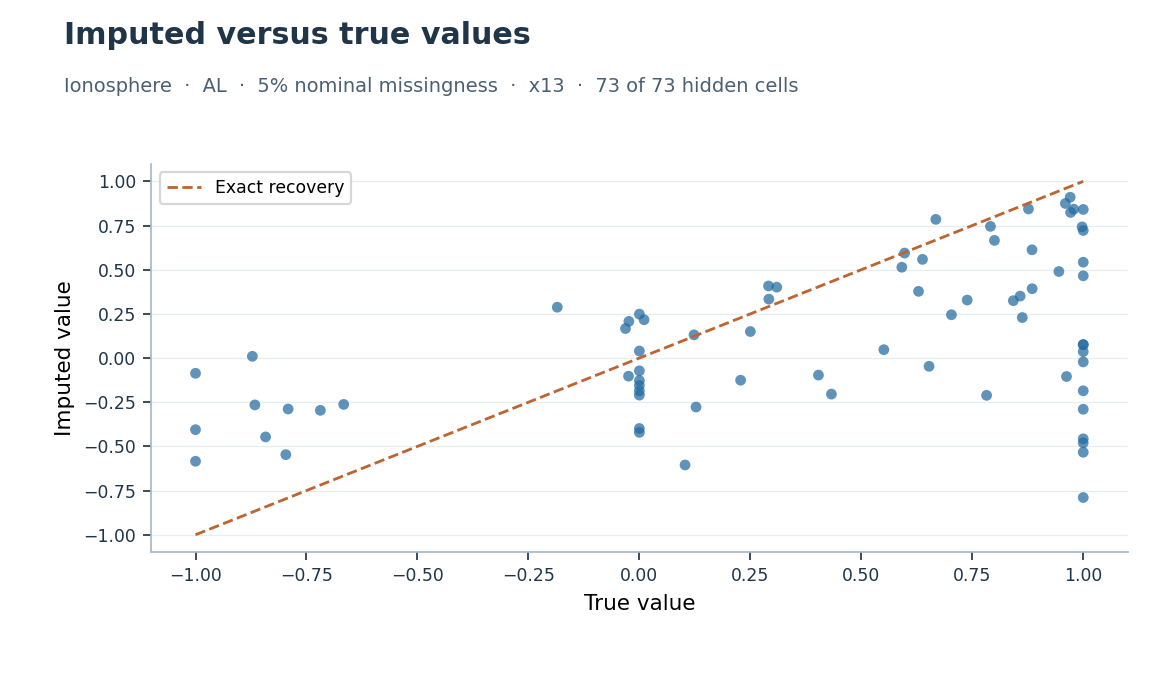 Imputed versus true values
Ionosphere · AL · 5% nominal missingness · x13 · 73 of 73 hidden cells
Exact recovery
1.00
0.75
0.50
0.25
0.00
−0.25
−0.50
−0.75
−1.00
Imputed value
−1.00 −0.75 −0.50 −0.25 0.00 0.25 0.50 0.75 1.00
True value